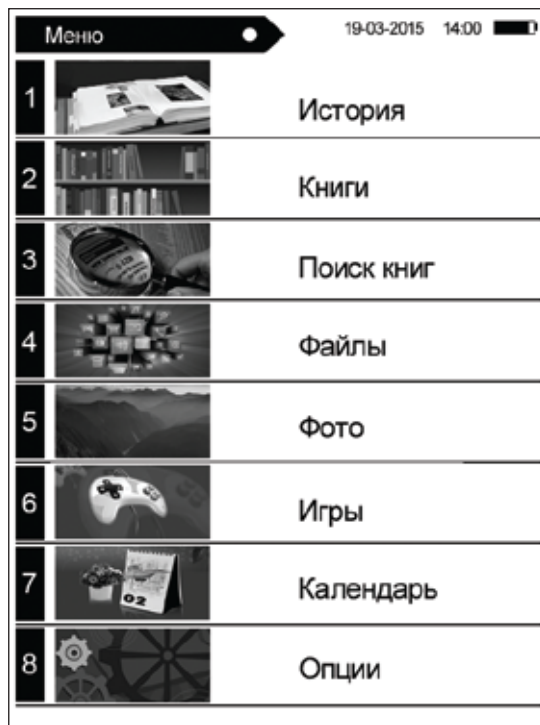 Меню 19-03-2015 14:00
1 История
2 Книги
3 Поиск книг
4 Файлы
5 Фото
6 Игры
7 Календарь
02
8 Опции